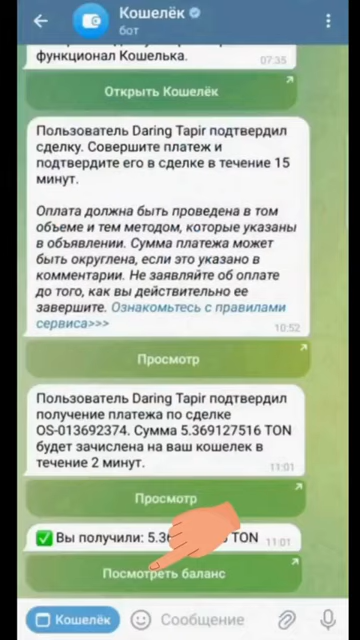 Кошелёк
бот
функционал Кошелька.
07:35
Открыть Кошелёк
Пользователь Daring Tapir подтвердил
сделку. Совершите платеж и
подтвердите его в сделке в течение 15
минут.
Оплата должна быть проведена в том
объеме и тем методом, которые указаны
в объявлении. Сумма платежа может
быть округлена, если это указано в
комментарии. Не заявляйте об оплате
до того, как вы действительно ее
завершите. Ознакомьтесь с правилами
сервиса>>>
10:52
Просмотр
Пользователь Daring Tapir подтвердил
получение платежа по сделке
OS-013692374. Сумма 5.369127516 TON
будет зачислена на ваш кошелек в
течение 2 минут.
11:01
Просмотр
Вы получили: TON
11:01
Посмотреть баланс
Кошелёк
Сообщение